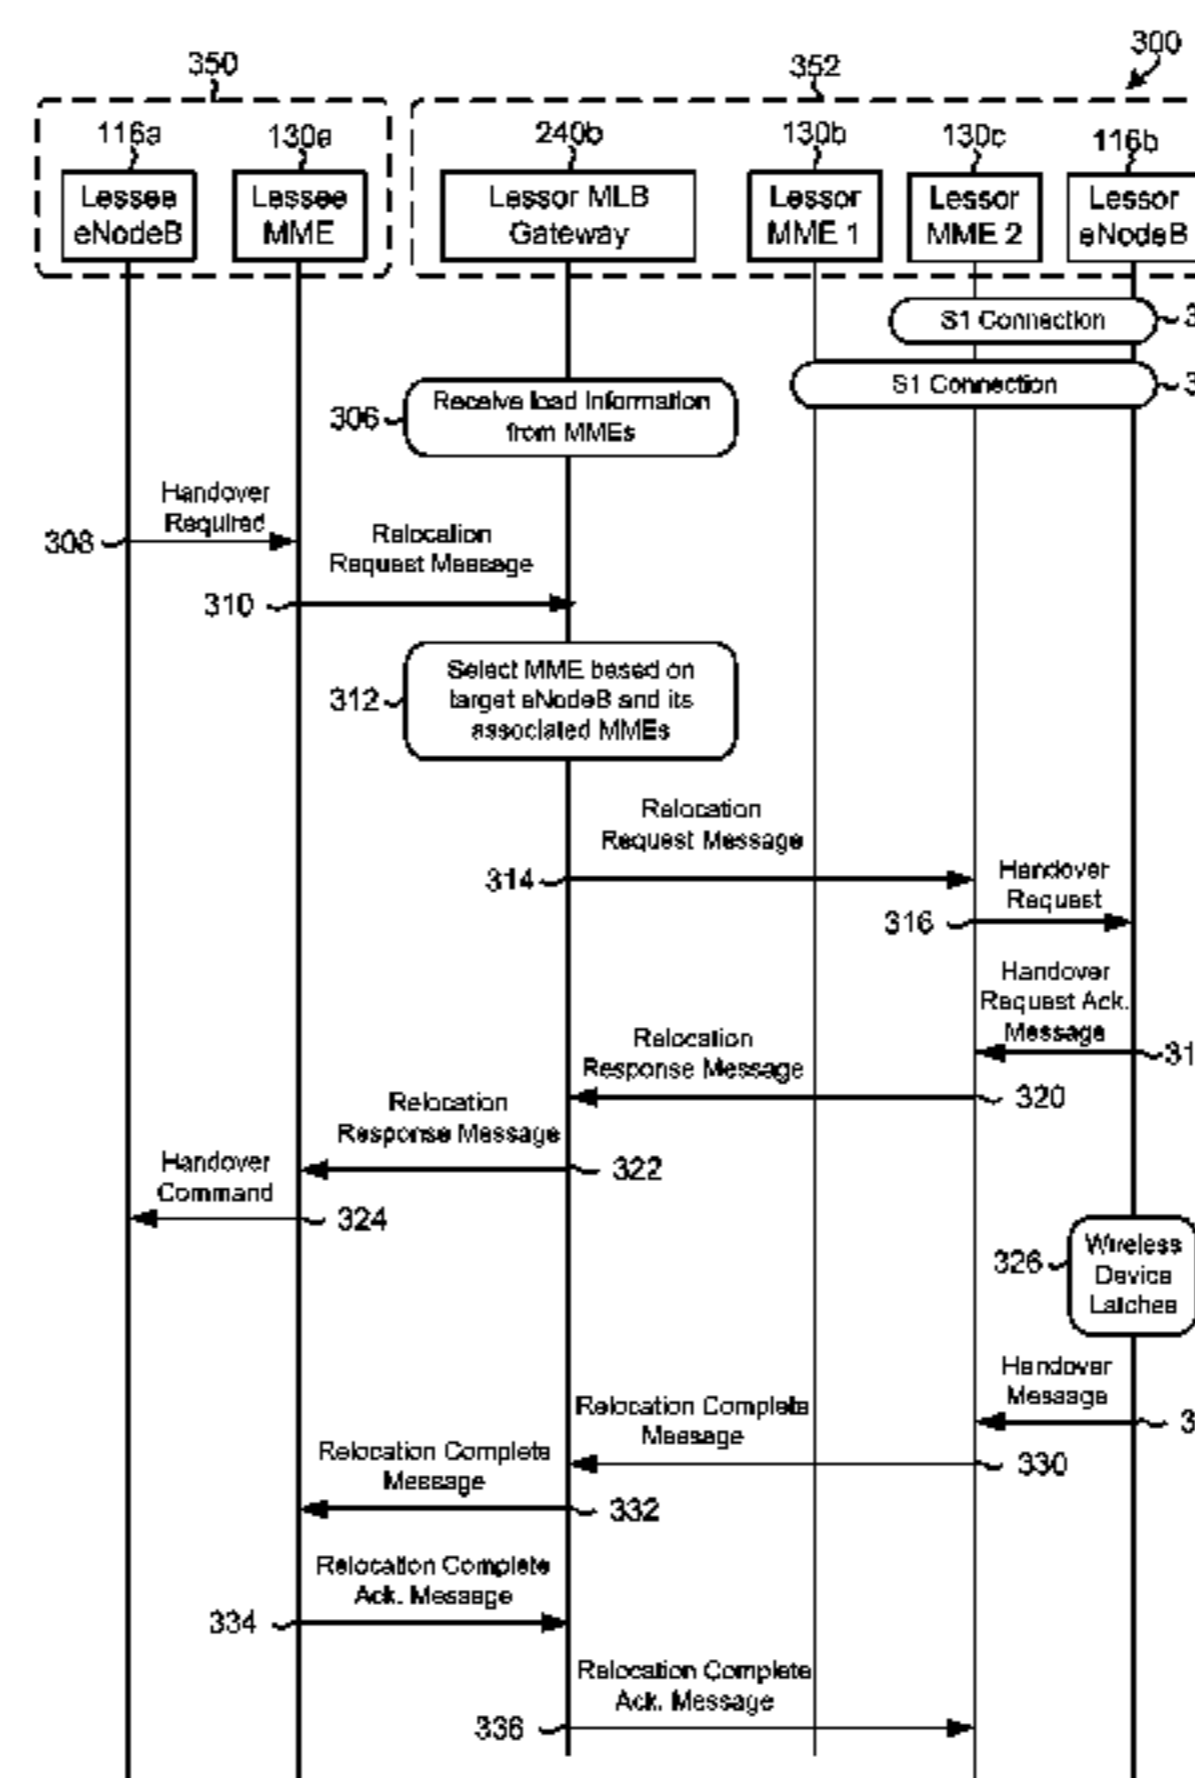 300
350
352
116a
130a
240b
130b
130c
116b
Lessee
eNodeB
Lessee
MME
Lessor MLB
Gateway
Lessor
MME 1
Lessor
MME 2
Lessor
eNodeB
S1 Connection
3
S1 Connection
3
306
Receive load Information
from MMEs
Handover
Required
308
Relocation
Request Message
310
312
Select MME based on
target eNodeB and its
associated MMEs
Relocation
Request Message
314
Handover
Request
316
Handover
Request Ack.
Message
31
Relocation
Response Message
320
Relocation
Response Message
322
Handover
Command
324
326
Wireless
Device
Latches
Handover
Message
3
Relocation Complete
Message
330
Relocation Complete
Message
332
Relocation Complete
Ack. Message
334
Relocation Complete
Ack. Message
336